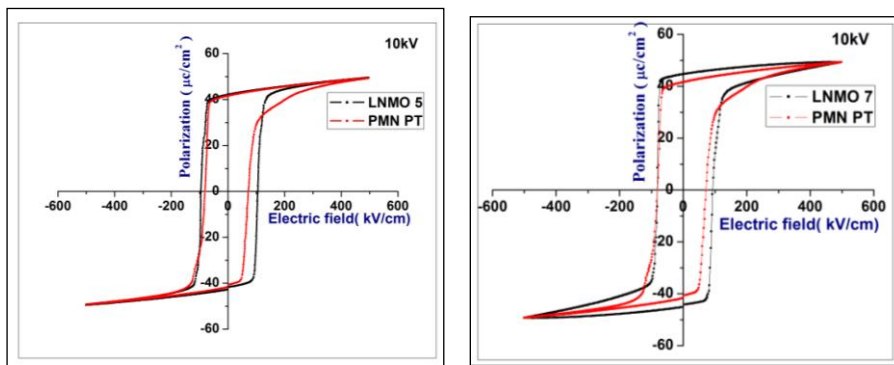 10kV
60
40
20
0
-20
-40
-60
-600
-400
-200
0
200
400
600
Polarization ( μc/cm²)
Electric field( kV/cm)
LNMO 5
PMN PT
10kV
60
40
20
0
-20
-40
-60
-600
-400
-200
0
200
400
600
Polarization ( μc/cm²)
Electric field( kV/cm)
LNMO 7
PMN PT